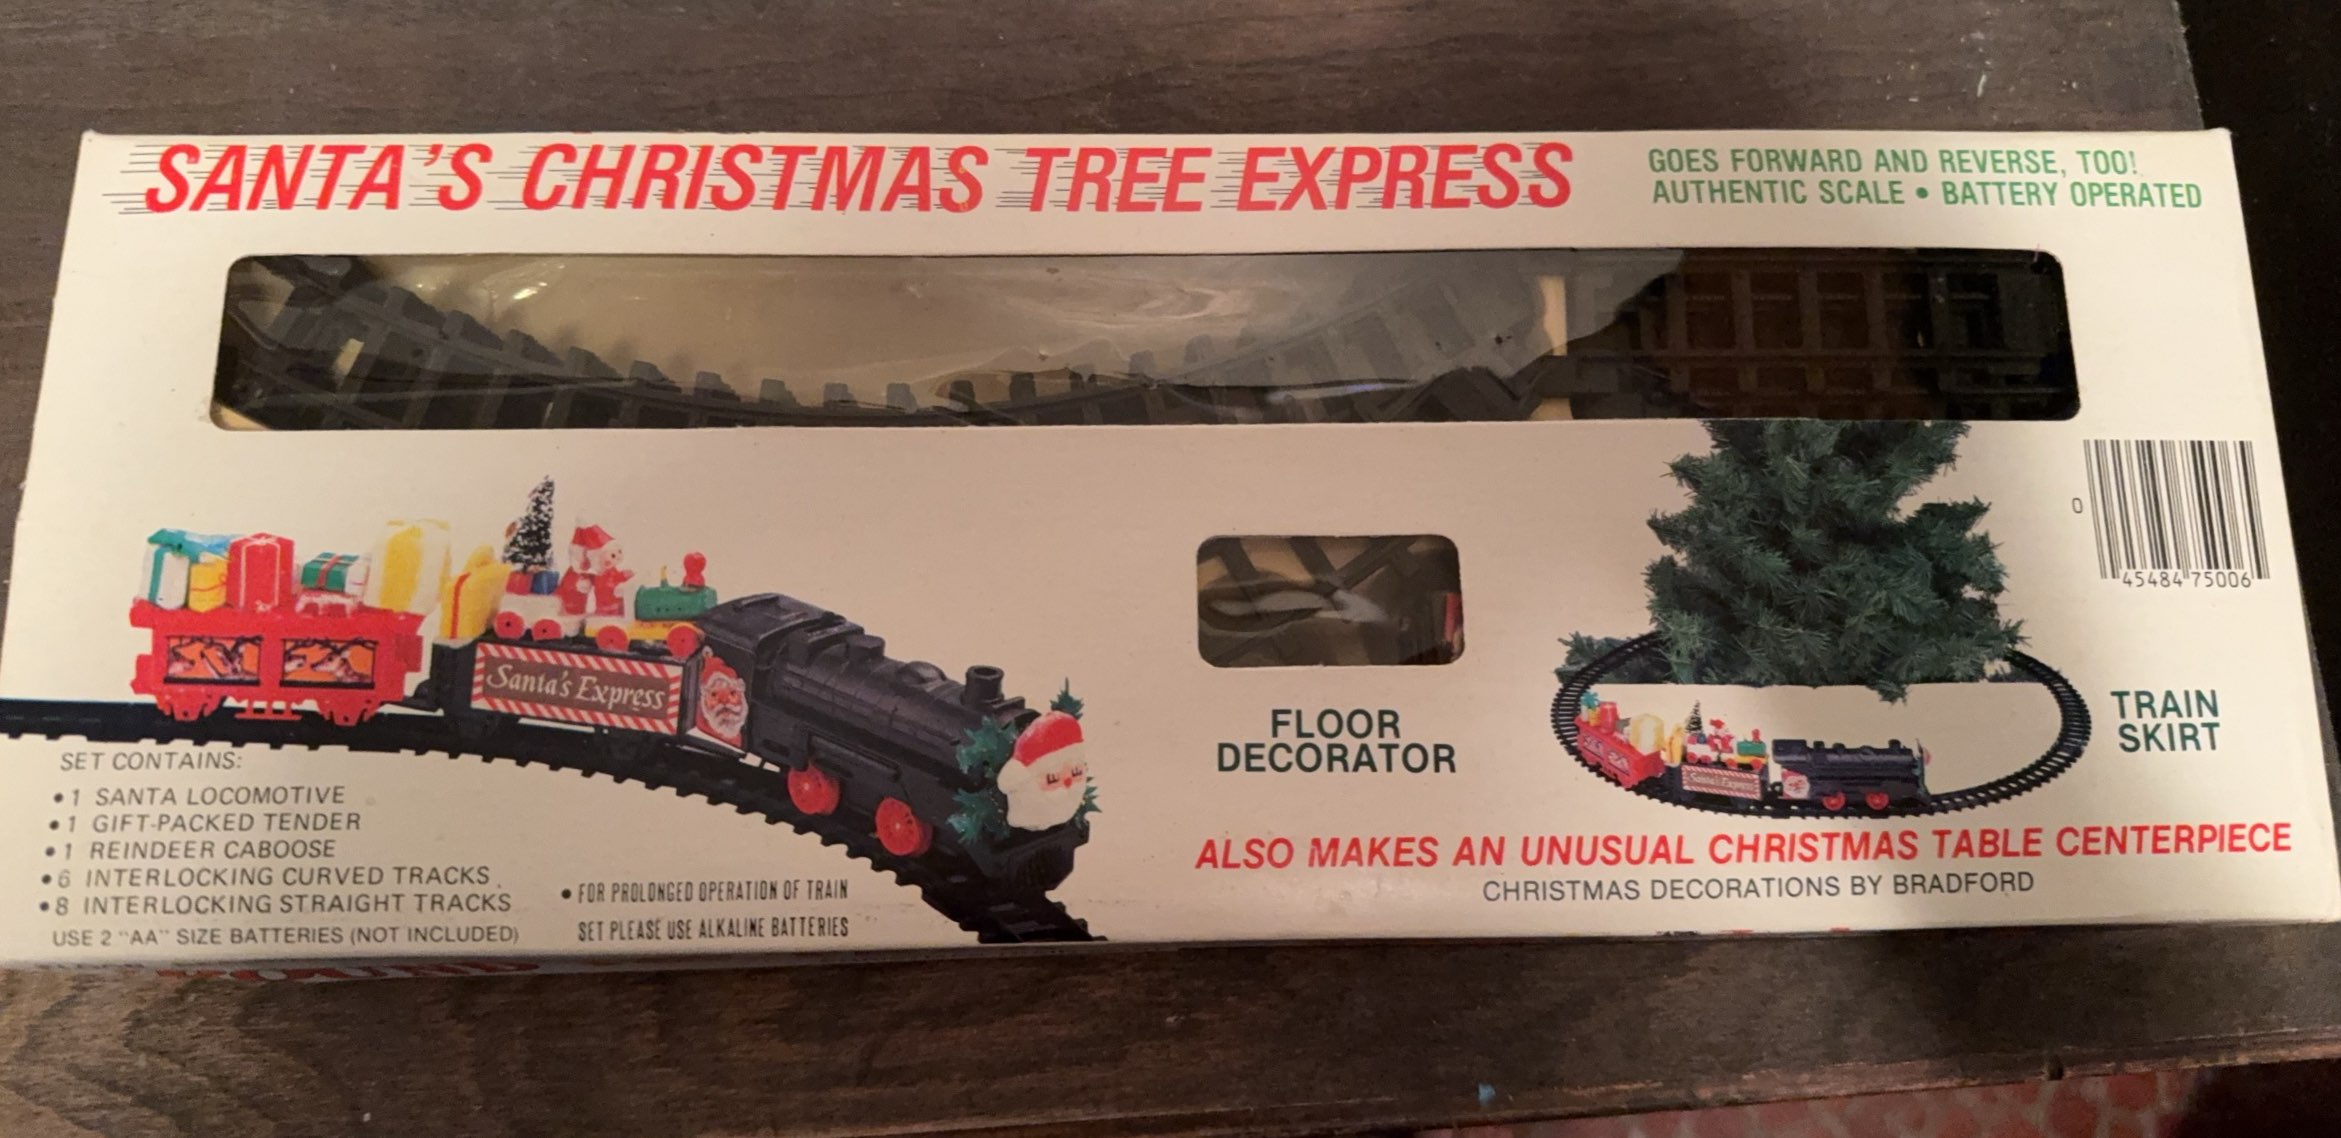 SANTA'S CHRISTMAS TREE EXPRESS
GOES FORWARD AND REVERSE, TOO!
AUTHENTIC SCALE • BATTERY OPERATED
0
45484 75006
Santa's Express
FLOOR
DECORATOR
TRAIN
SKIRT
Santa's Express
SET CONTAINS:
• 1 SANTA LOCOMOTIVE
• 1 GIFT-PACKED TENDER
• 1 REINDEER CABOOSE
• 6 INTERLOCKING CURVED TRACKS
• 8 INTERLOCKING STRAIGHT TRACKS
USE 2 "AA" SIZE BATTERIES (NOT INCLUDED)
• FOR PROLONGED OPERATION OF TRAIN
SET PLEASE USE ALKALINE BATTERIES
ALSO MAKES AN UNUSUAL CHRISTMAS TABLE CENTERPIECE
CHRISTMAS DECORATIONS BY BRADFORD